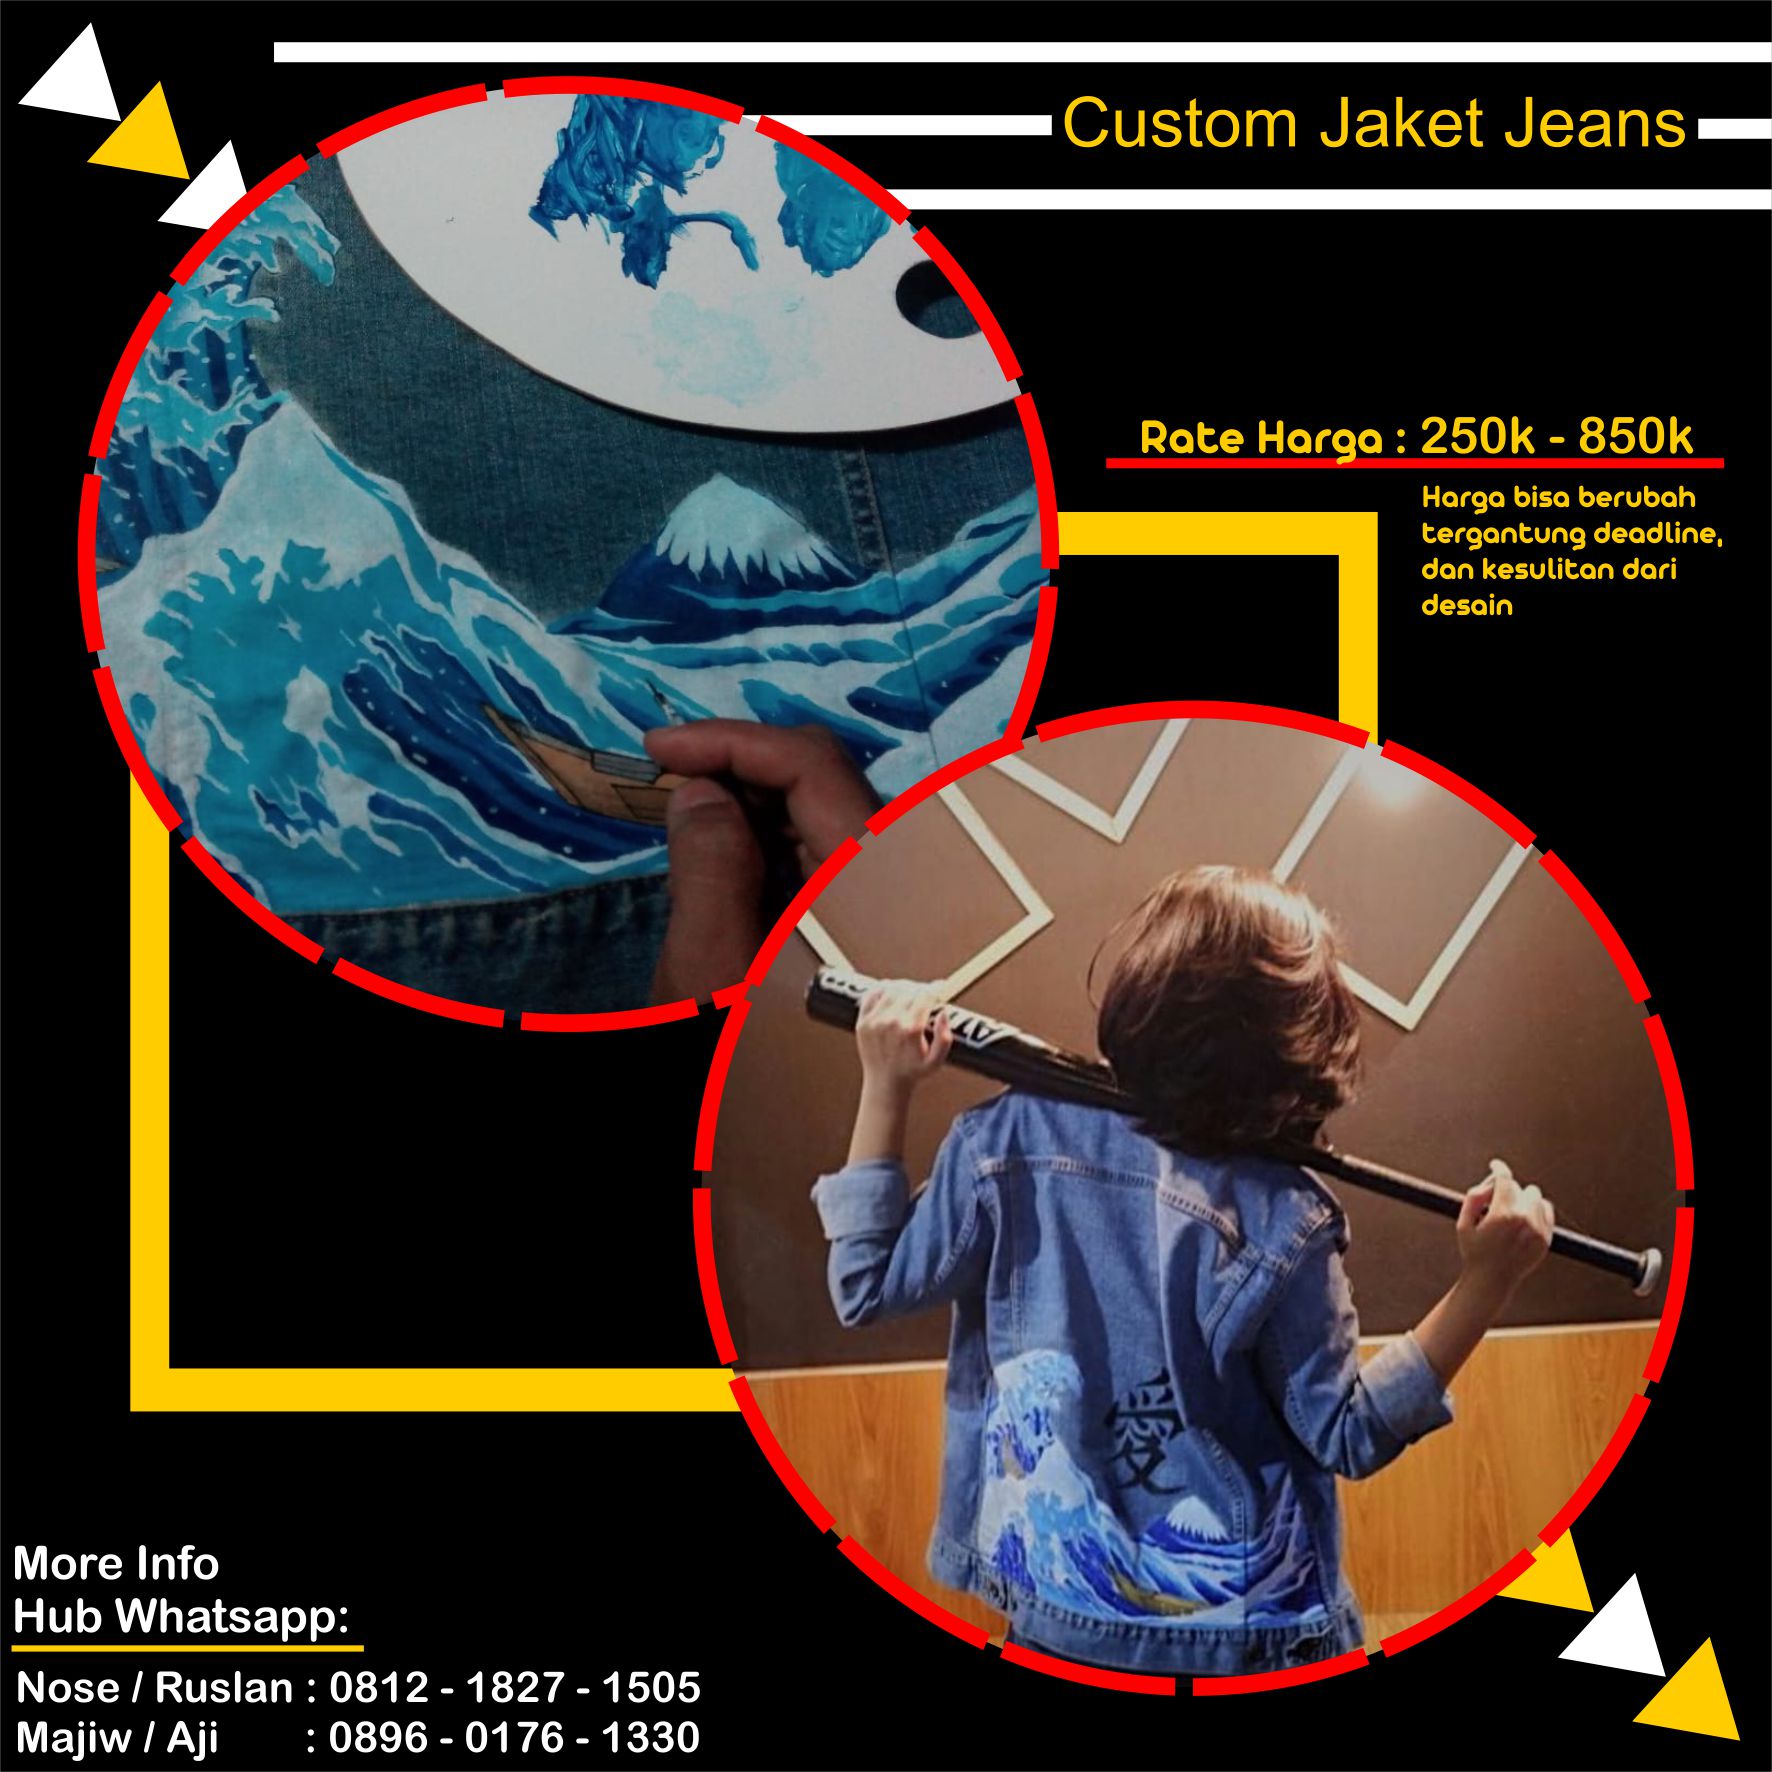 Custom Jaket Jeans
Rate Harga : 250k - 850k
Harga bisa berubah
tergantung deadline,
dan kesulitan dari
desain
愛
More Info
Hub Whatsapp:
Nose / Ruslan : 0812 - 1827 - 1505
Majiw / Aji : 0896 - 0176 - 1330